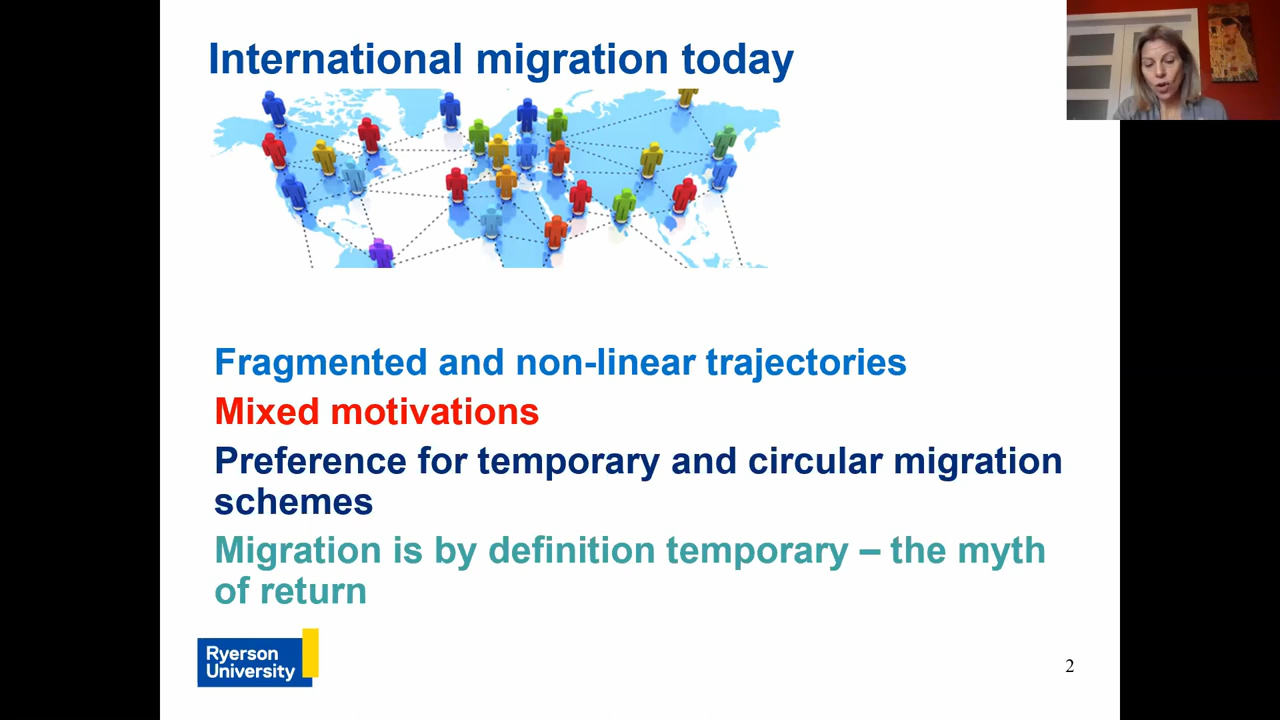 International migration today
Fragmented and non-linear trajectories
Mixed motivations
Preference for temporary and circular migration
schemes
Migration is by definition temporary – the myth
of return
Ryerson
University
2